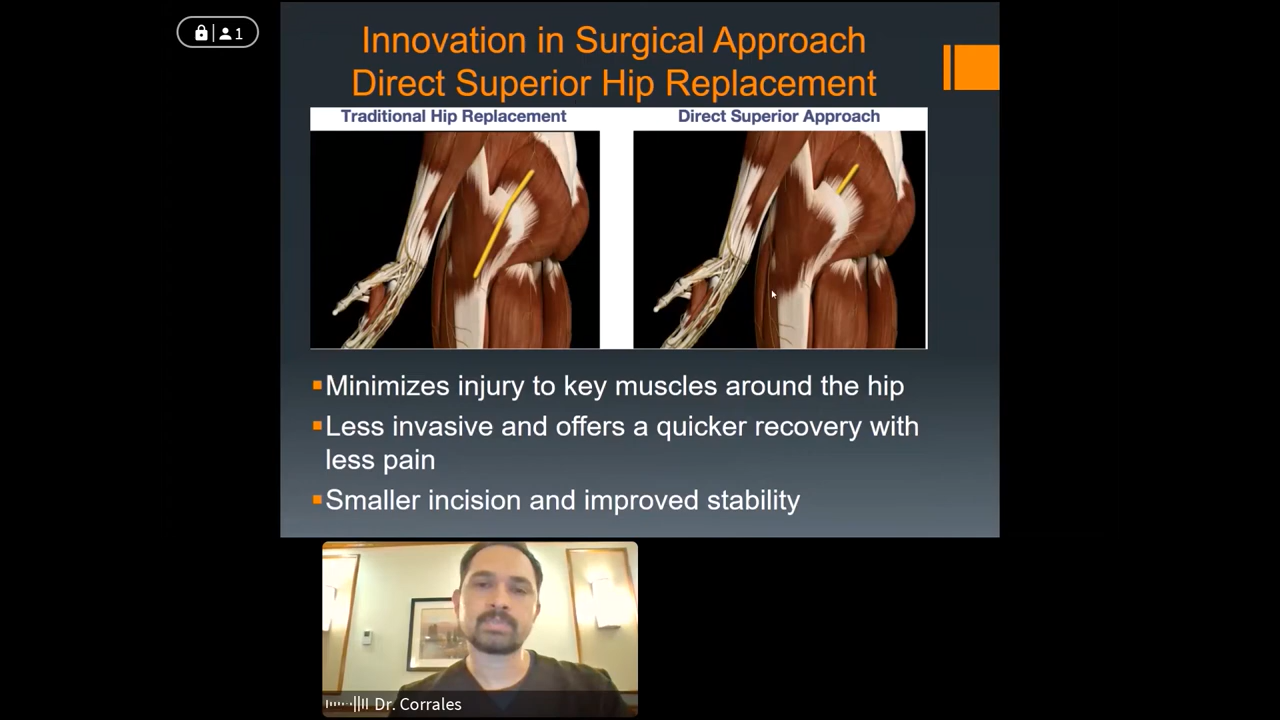 1
Innovation in Surgical Approach
Direct Superior Hip Replacement
Traditional Hip Replacement
Direct Superior Approach
Minimizes injury to key muscles around the hip
Less invasive and offers a quicker recovery with
less pain
Smaller incision and improved stability
Dr. Corrales